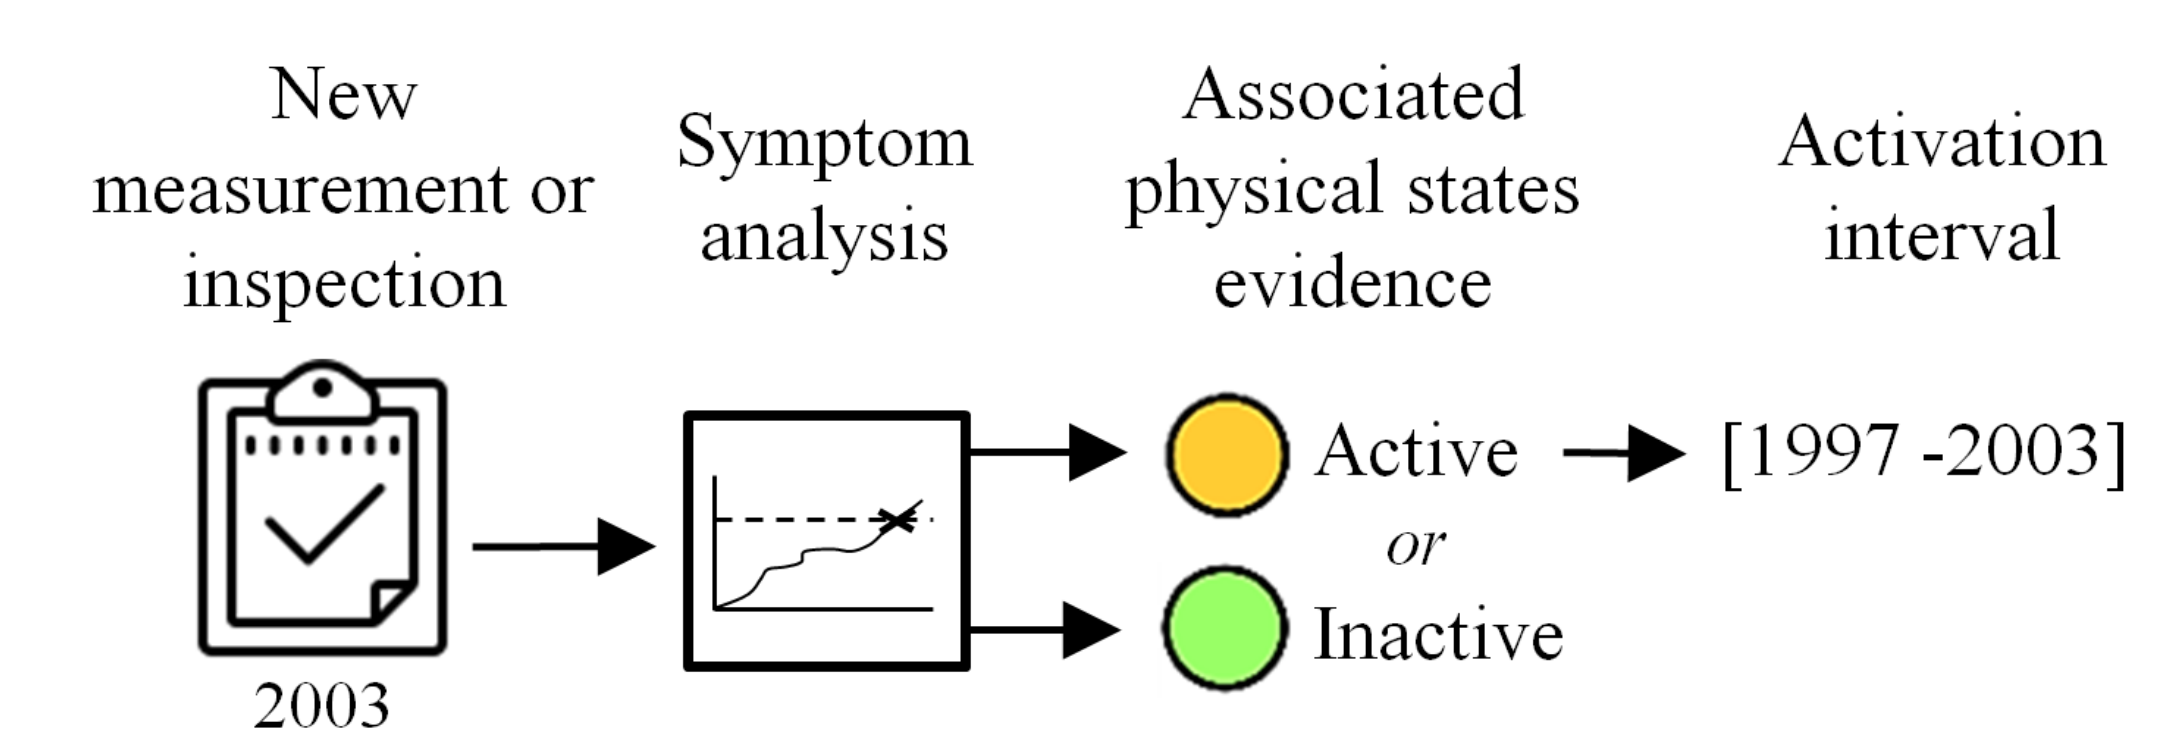 New
measurement or
inspection
Symptom
analysis
Associated
physical states
evidence
Activation
interval
2003
Active
or
Inactive
[1997 -2003]